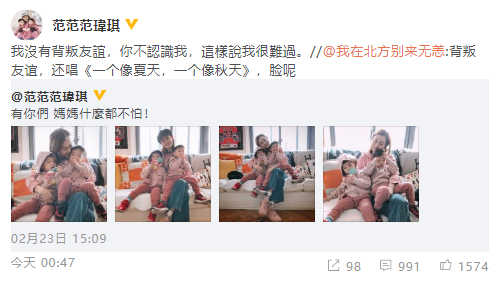 范范范瑋琪
我沒有背叛友誼，你不認識我，這樣說我很難過。//@我在北方别来无恙:背叛
友谊，还唱《一个像夏天，一个像秋天》，脸呢
@范范范瑋琪
有你們 媽媽什麼都不怕！
02月23日 15:09
今天 00:47
98 991 1574